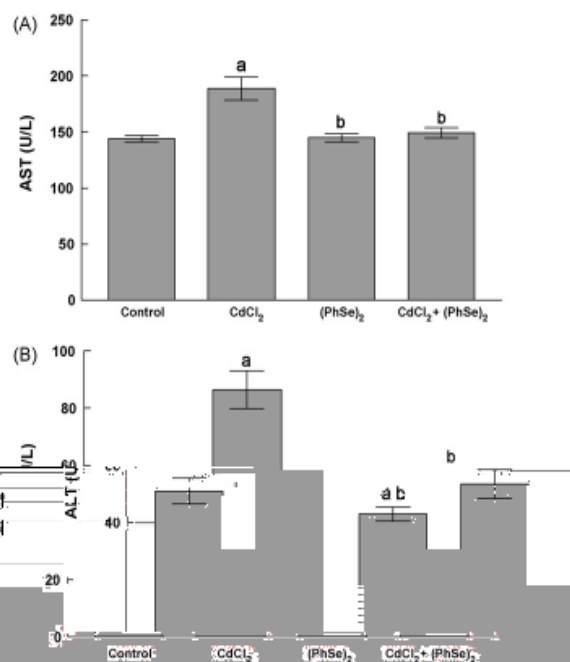 (A)
250
200
150
100
50
0
AST (U/L)
a
b
b
Control
CdCl₂
(PhSe)₂
CdCl₂+ (PhSe)₂
(B)
100
80
40
20
0
a
a b
b
Control
CdCl₂
(PhSe)₂
CdCl₂+ (PhSe)₂